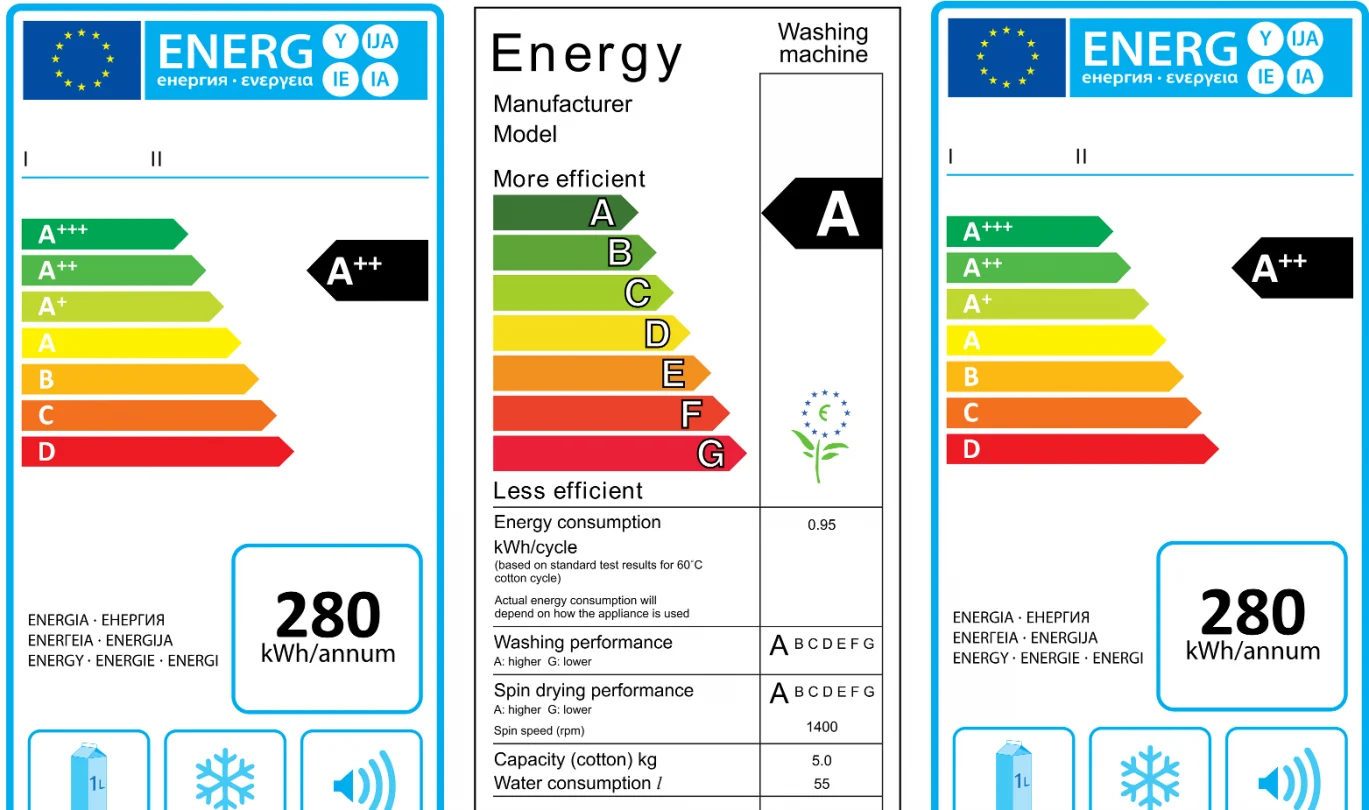 ENERG Y IJA IE IA
енергия · ενεργεια
I II
A+++
A++
A++
A+
A
B
C
D
280
kWh/annum
ENERGIA · ЕНЕРГИЯ
ΕΝΕΡΓΕΙΑ · ENERGIJA
ENERGY · ENERGIE · ENERGI
1L
Energy
Washing
machine
Manufacturer
Model
More efficient
A
A
B
C
D
E
F
G
Less efficient
Energy consumption 0.95
kWh/cycle
(based on standard test results for 60˚C
cotton cycle)
Actual energy consumption will
depend on how the appliance is used
Washing performance A B C D E F G
A: higher G: lower
Spin drying performance A B C D E F G
A: higher G: lower
Spin speed (rpm) 1400
Capacity (cotton) kg 5.0
Water consumption l 55
ENERG Y IJA IE IA
енергия · ενεργεια
I II
A+++
A++
A++
A+
A
B
C
D
280
kWh/annum
ENERGIA · ЕНЕРГИЯ
ΕΝΕΡΓΕΙΑ · ENERGIJA
ENERGY · ENERGIE · ENERGI
1L